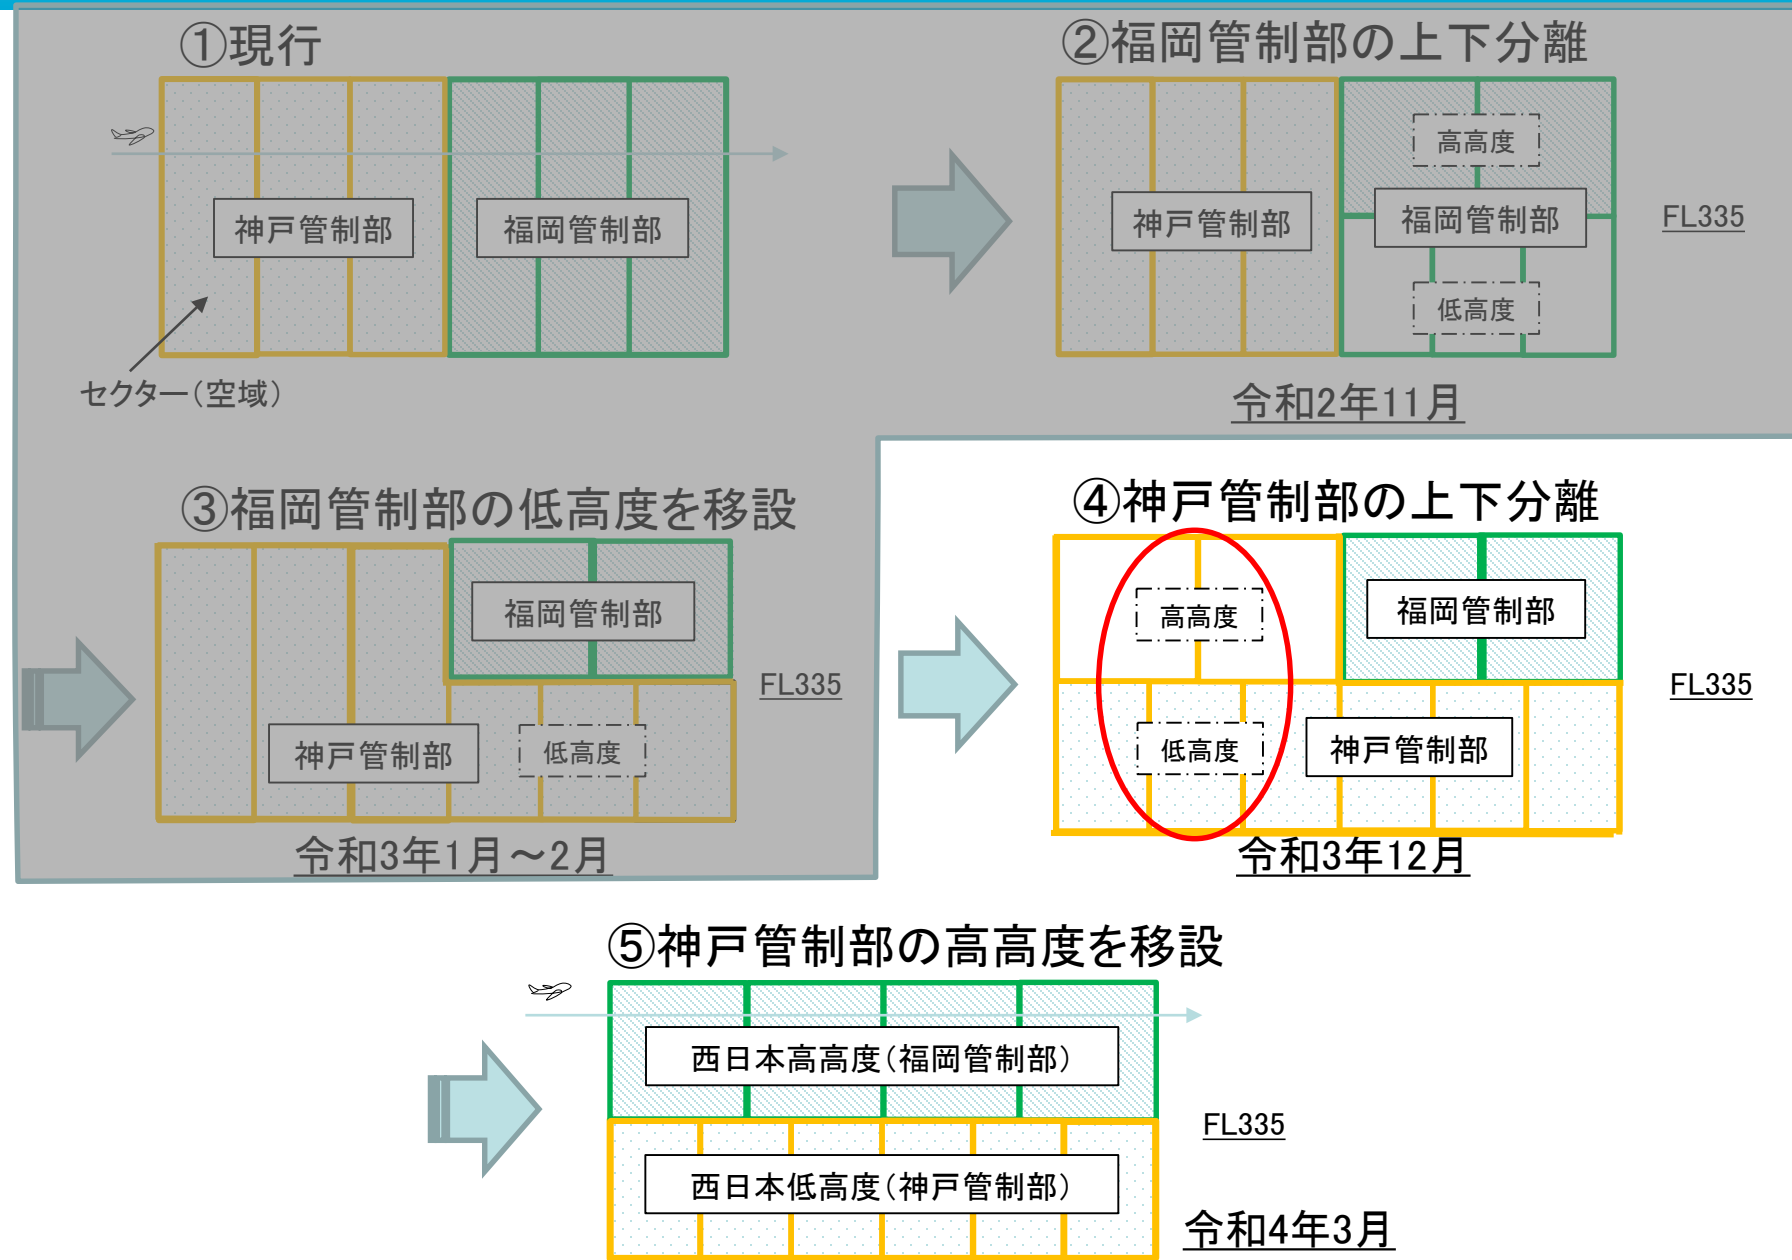 ①現行
神戸管制部
福岡管制部
セクター(空域)
②福岡管制部の上下分離
高高度
神戸管制部
福岡管制部
FL335
低高度
令和2年11月
③福岡管制部の低高度を移設
福岡管制部
FL335
神戸管制部
低高度
令和3年1月～2月
④神戸管制部の上下分離
高高度
福岡管制部
FL335
低高度
神戸管制部
令和3年12月
⑤神戸管制部の高高度を移設
西日本高高度(福岡管制部)
FL335
西日本低高度(神戸管制部)
令和4年3月